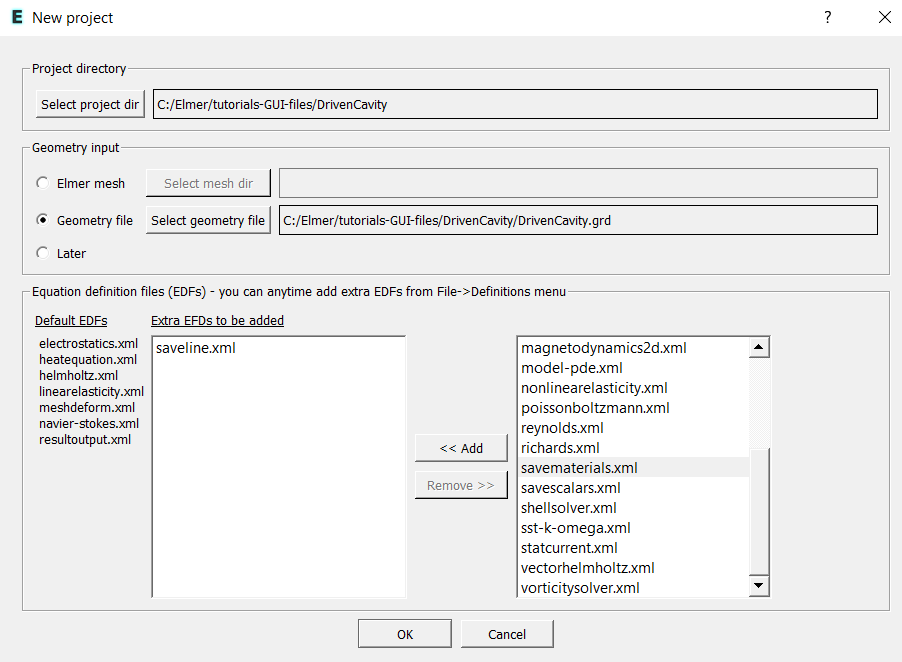 E New project ?
Project directory
Select project dir C:/Elmer/tutorials-GUI-files/DrivenCavity
Geometry input
Elmer mesh Select mesh dir
Geometry file Select geometry file C:/Elmer/tutorials-GUI-files/DrivenCavity/DrivenCavity.grd
Later
Equation definition files (EDFs) - you can anytime add extra EDFs from File->Definitions menu
Default EDFs
electrostatics.xml
heatequation.xml
helmholtz.xml
linearelasticity.xml
meshdeform.xml
navier-stokes.xml
resultoutput.xml
Extra EFDs to be added
saveline.xml
<< Add
Remove >>
magnetodynamics2d.xml
model-pde.xml
nonlinearelasticity.xml
poissonboltzmann.xml
reynolds.xml
richards.xml
savematerials.xml
savescalars.xml
shellsolver.xml
sst-k-omega.xml
statcurrent.xml
vectorhelmholtz.xml
vorticitysolver.xml
OK Cancel